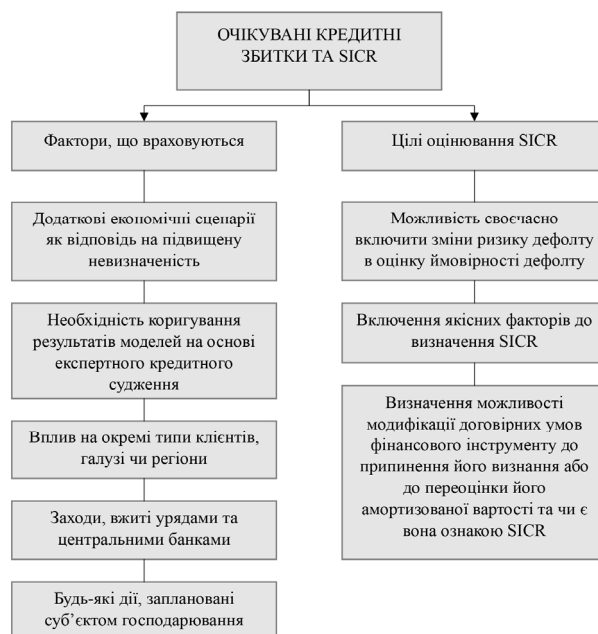 ОЧІКУВАНІ КРЕДИТНІ
ЗБИТКИ ТА SICR
Фактори, що враховуються
Додаткові економічні сценарії
як відповідь на підвищену
невизначеність
Необхідність коригування
результатів моделей на основі
експертного кредитного
судження
Вплив на окремі типи клієнтів,
галузі чи регіони
Заходи, вжиті урядами та
центральними банками
Будь-які дії, заплановані
суб’єктом господарювання
Цілі оцінювання SICR
Можливість своєчасно
включити зміни ризику дефолту
в оцінку ймовірності дефолту
Включення якісних факторів до
визначення SICR
Визначення можливості
модифікації договірних умов
фінансового інструменту до
припинення його визнання або
до переоцінки його
амортизованої вартості та чи є
вона ознакою SICR